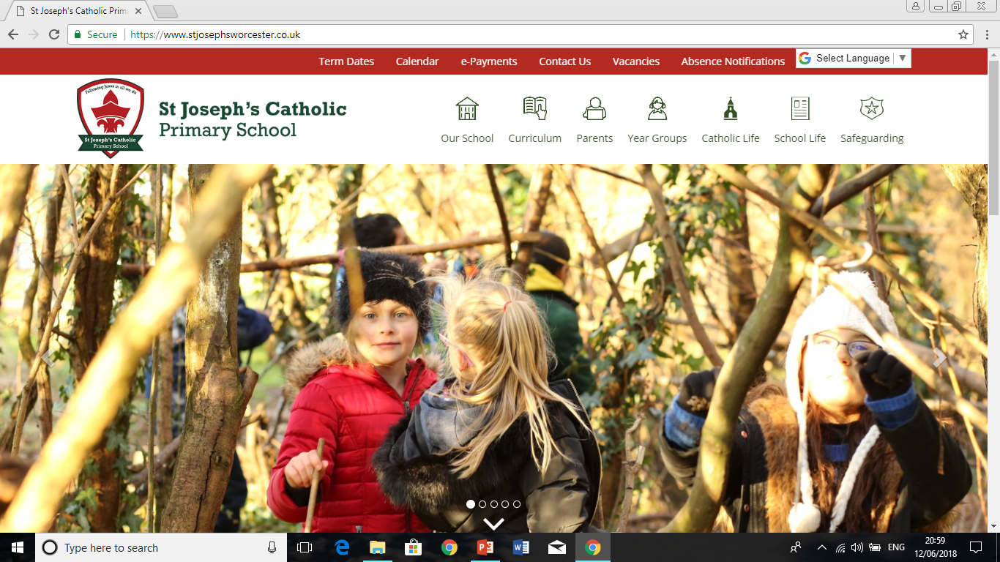 St Joseph's Catholic Prim
Secure
https://www.stjosephsworcester.co.uk
Term Dates Calendar e-Payments Contact Us Vacancies Absence Notifications Select Language
Following Jesus in all we do
St Joseph's Catholic
Primary School
St Joseph's Catholic
Primary School
Our School Curriculum Parents Year Groups Catholic Life School Life Safeguarding
Type here to search
ENG
20:59
12/06/2018